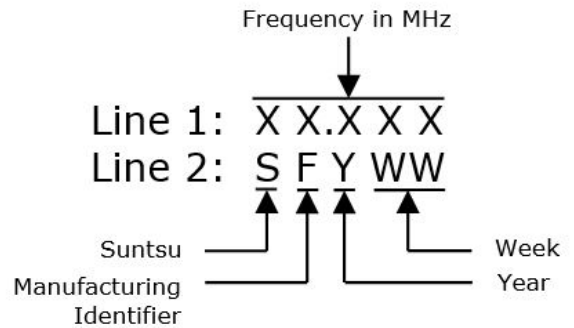 Frequency in MHz
Line 1: X X.X X X
Line 2: S F Y WW
Suntsu
Week
Manufacturing
Identifier
Year